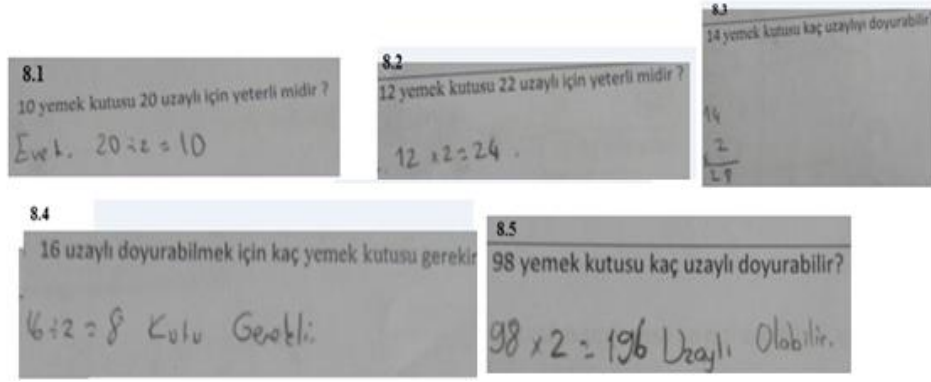 8.1
10 yemek kutusu 20 uzaylı için yeterli midir ?
Evet. 20÷2=10
8.2
12 yemek kutusu 22 uzaylı için yeterli midir ?
12 x2=24 .
8.3
14 yemek kutusu kaç uzaylıyı doyurabilir
14
2
28
8.4
16 uzaylı doyurabilmek için kaç yemek kutusu gerekir
16÷2=8 Kutu Gerekli.
8.5
98 yemek kutusu kaç uzaylı doyurabilir?
98 x 2 = 196 Uzaylı Olabilir.